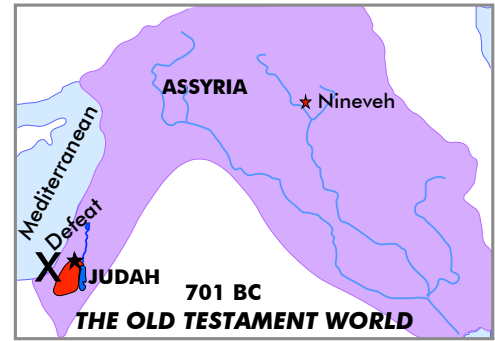 ASSYRIA
Nineveh
Mediterranean
Defeat
X
JUDAH
701 BC
THE OLD TESTAMENT WORLD